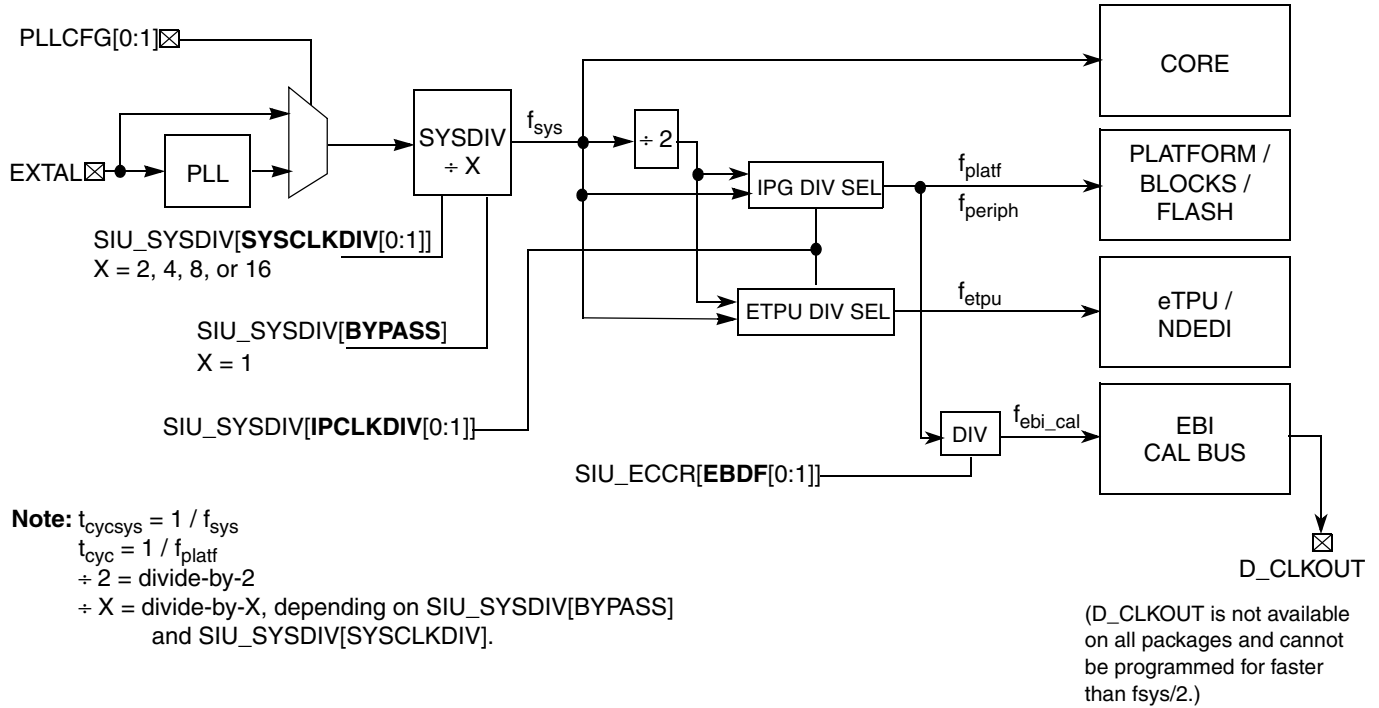 PLLCFG[0:1]
EXTAL
PLL
SYSDIV
÷ X
f_sys
÷ 2
IPG DIV SEL
ETPU DIV SEL
f_platf
f_periph
f_etpu
DIV
f_ebi_cal
CORE
PLATFORM /
BLOCKS /
FLASH
eTPU /
NDEDI
EBI
CAL BUS
D_CLKOUT
SIU_SYSDIV[SYSCLKDIV[0:1]]
X = 2, 4, 8, or 16
SIU_SYSDIV[BYPASS]
X = 1
SIU_SYSDIV[IPCLKDIV[0:1]]
SIU_ECCR[EBDF[0:1]]
Note: t_cycsys = 1 / f_sys
t_cyc = 1 / f_platf
÷ 2 = divide-by-2
÷ X = divide-by-X, depending on SIU_SYSDIV[BYPASS]
and SIU_SYSDIV[SYSCLKDIV].
(D_CLKOUT is not available
on all packages and cannot
be programmed for faster
than fsys/2.)